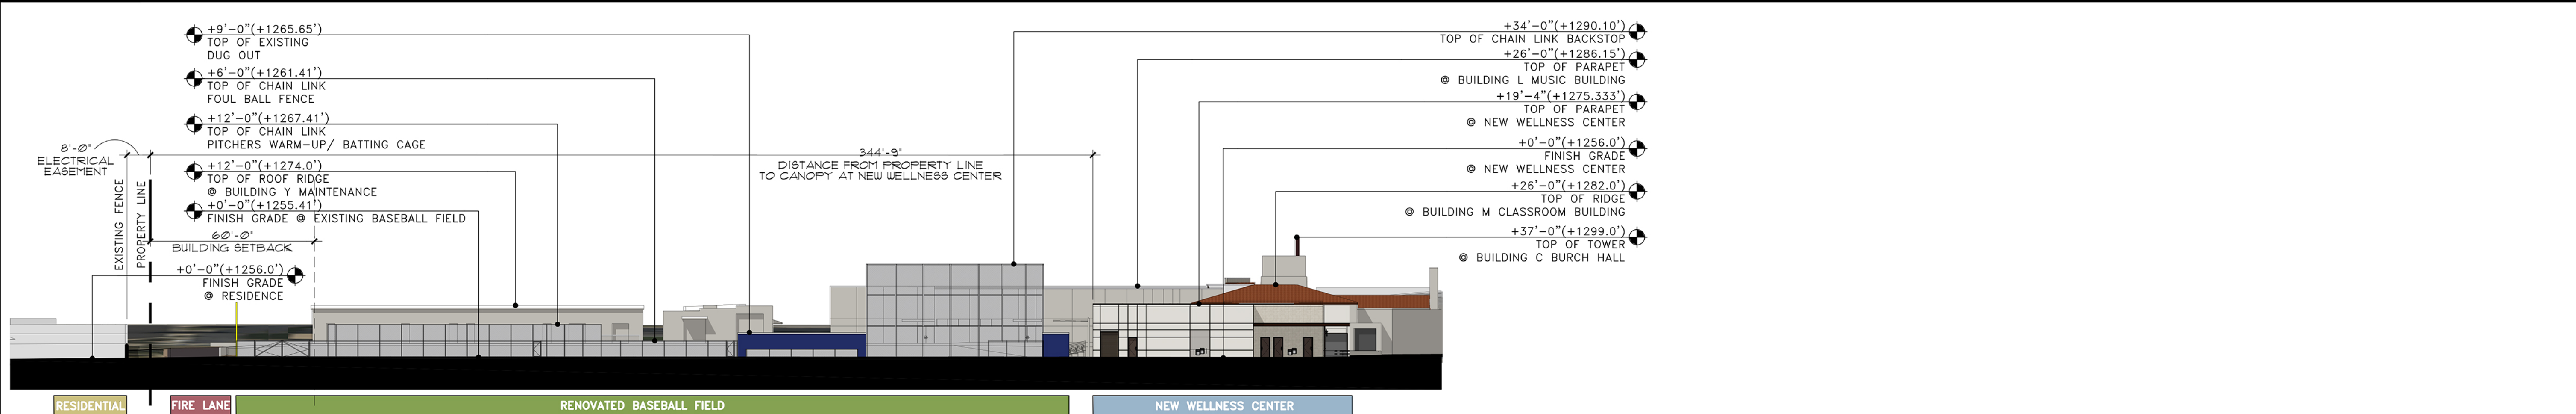 +9'-0"(+1265.65')
TOP OF EXISTING
DUG OUT
+6'-0"(+1261.41')
TOP OF CHAIN LINK
FOUL BALL FENCE
+12'-0"(+1267.41')
TOP OF CHAIN LINK
PITCHERS WARM-UP/ BATTING CAGE
8'-0"
ELECTRICAL
EASEMENT
+12'-0"(+1274.0')
TOP OF ROOF RIDGE
@ BUILDING Y MAINTENANCE
+0'-0"(+1255.41')
FINISH GRADE @ EXISTING BASEBALL FIELD
EXISTING FENCE
PROPERTY LINE
60'-0"
BUILDING SETBACK
+0'-0"(+1256.0')
FINISH GRADE
@ RESIDENCE
344'-9"
DISTANCE FROM PROPERTY LINE
TO CANOPY AT NEW WELLNESS CENTER
+34'-0"(+1290.10')
TOP OF CHAIN LINK BACKSTOP
+26'-0"(+1286.15')
TOP OF PARAPET
@ BUILDING L MUSIC BUILDING
+19'-4"(+1275.333')
TOP OF PARAPET
@ NEW WELLNESS CENTER
+0'-0"(+1256.0')
FINISH GRADE
@ NEW WELLNESS CENTER
+26'-0"(+1282.0')
TOP OF RIDGE
@ BUILDING M CLASSROOM BUILDING
+37'-0"(+1299.0')
TOP OF TOWER
@ BUILDING C BURCH HALL
RESIDENTIAL
FIRE LANE
RENOVATED BASEBALL FIELD
NEW WELLNESS CENTER